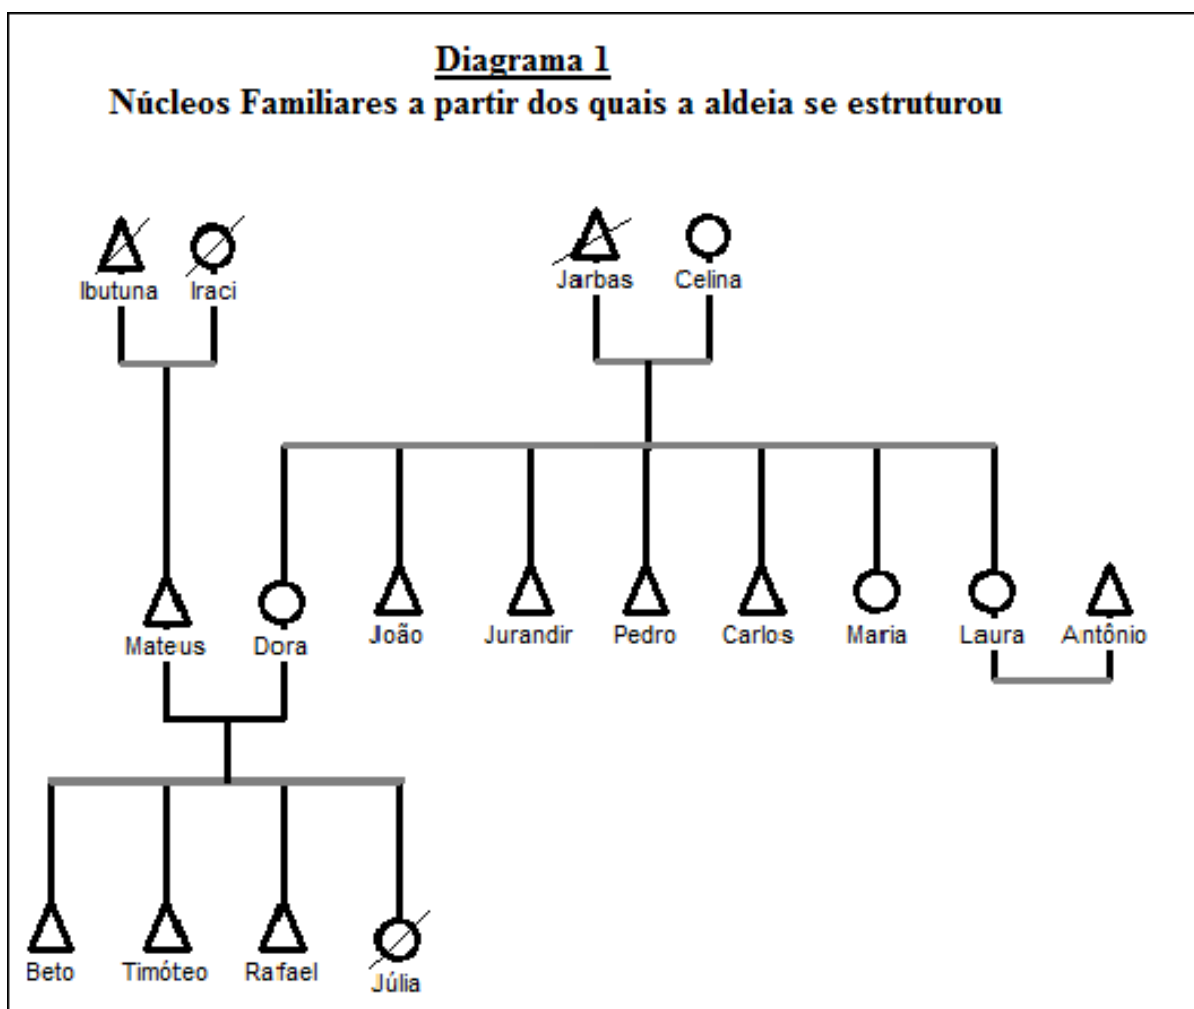 Diagrama 1
Núcleos Familiares a partir dos quais a aldeia se estruturou
Ibutuna Iraci Jarbas Celina
Mateus Dora João Jurandir Pedro Carlos Maria Laura Antônio
Beto Timóteo Rafael Júlia